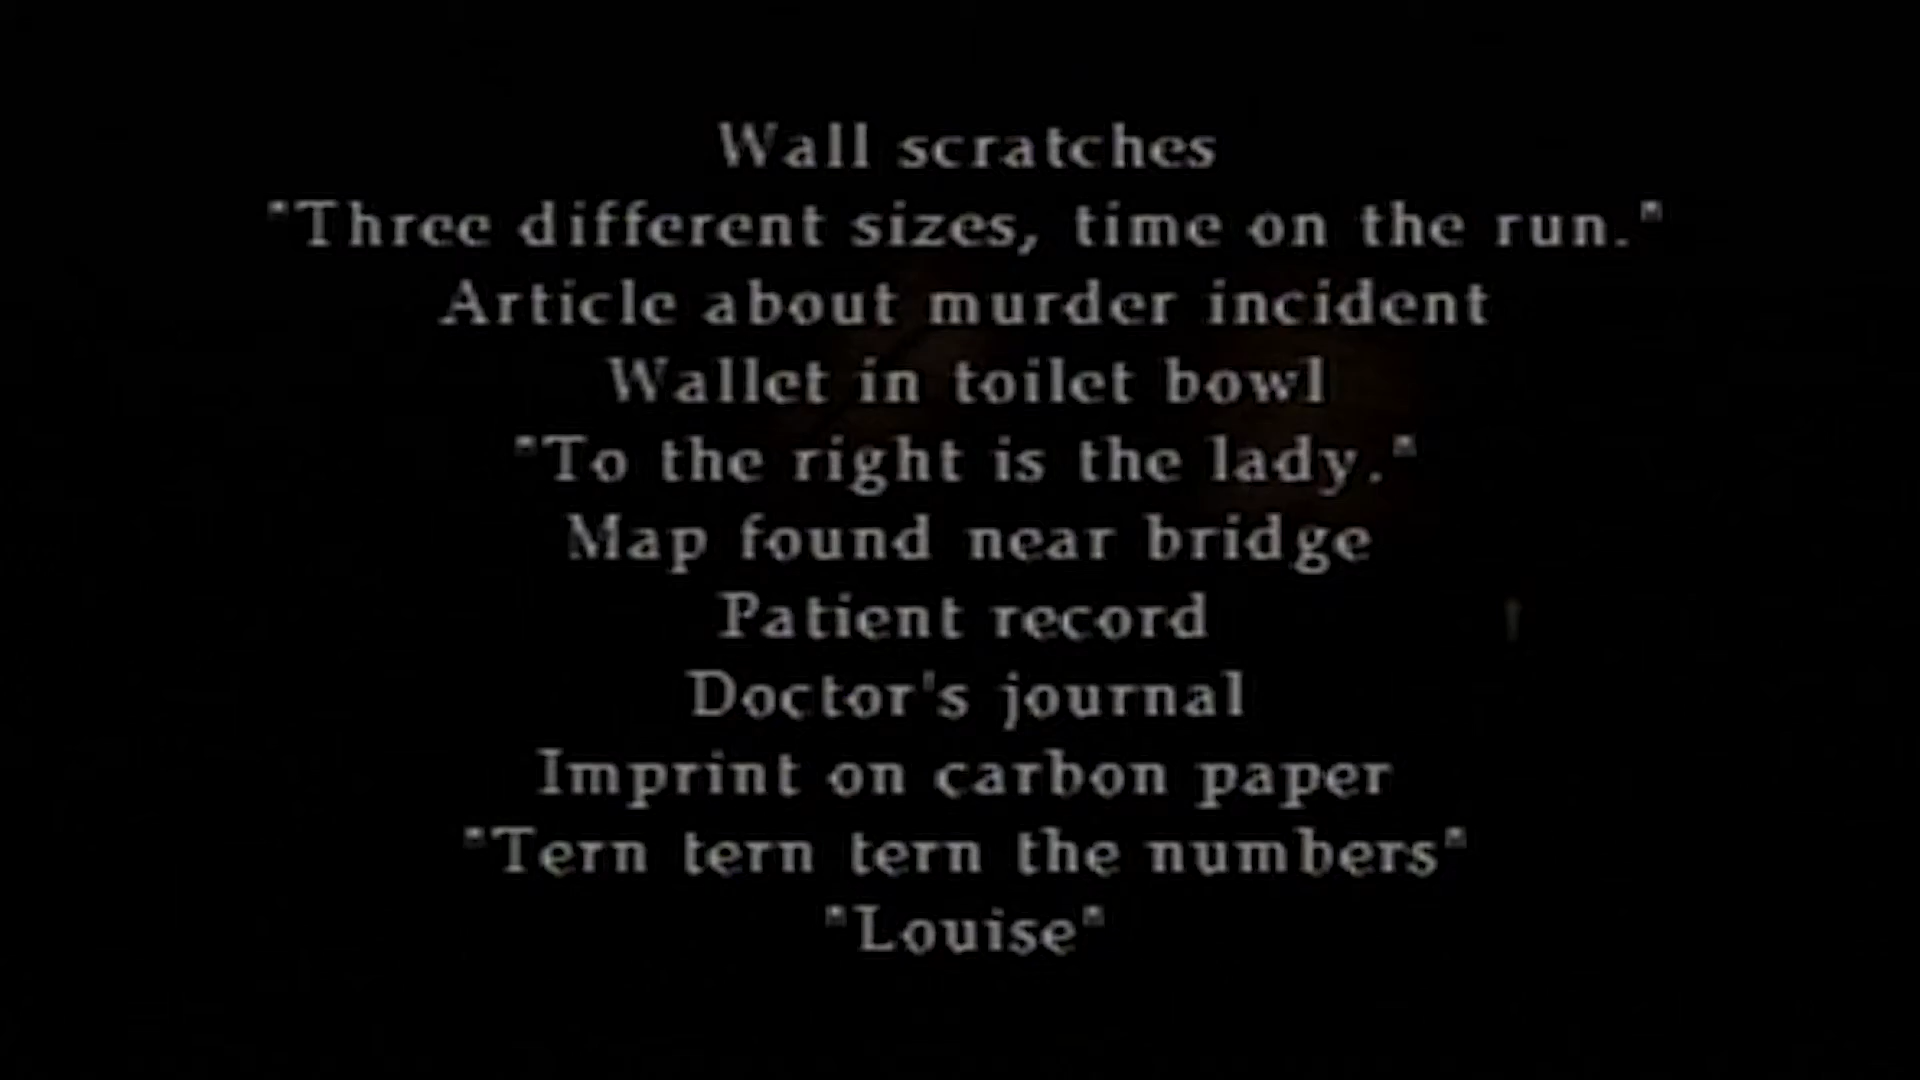 Wall scratches
"Three different sizes, time on the run."
Article about murder incident
Wallet in toilet bowl
"To the right is the lady."
Map found near bridge
Patient record
Doctor's journal
Imprint on carbon paper
"Tern tern tern the numbers"
"Louise"